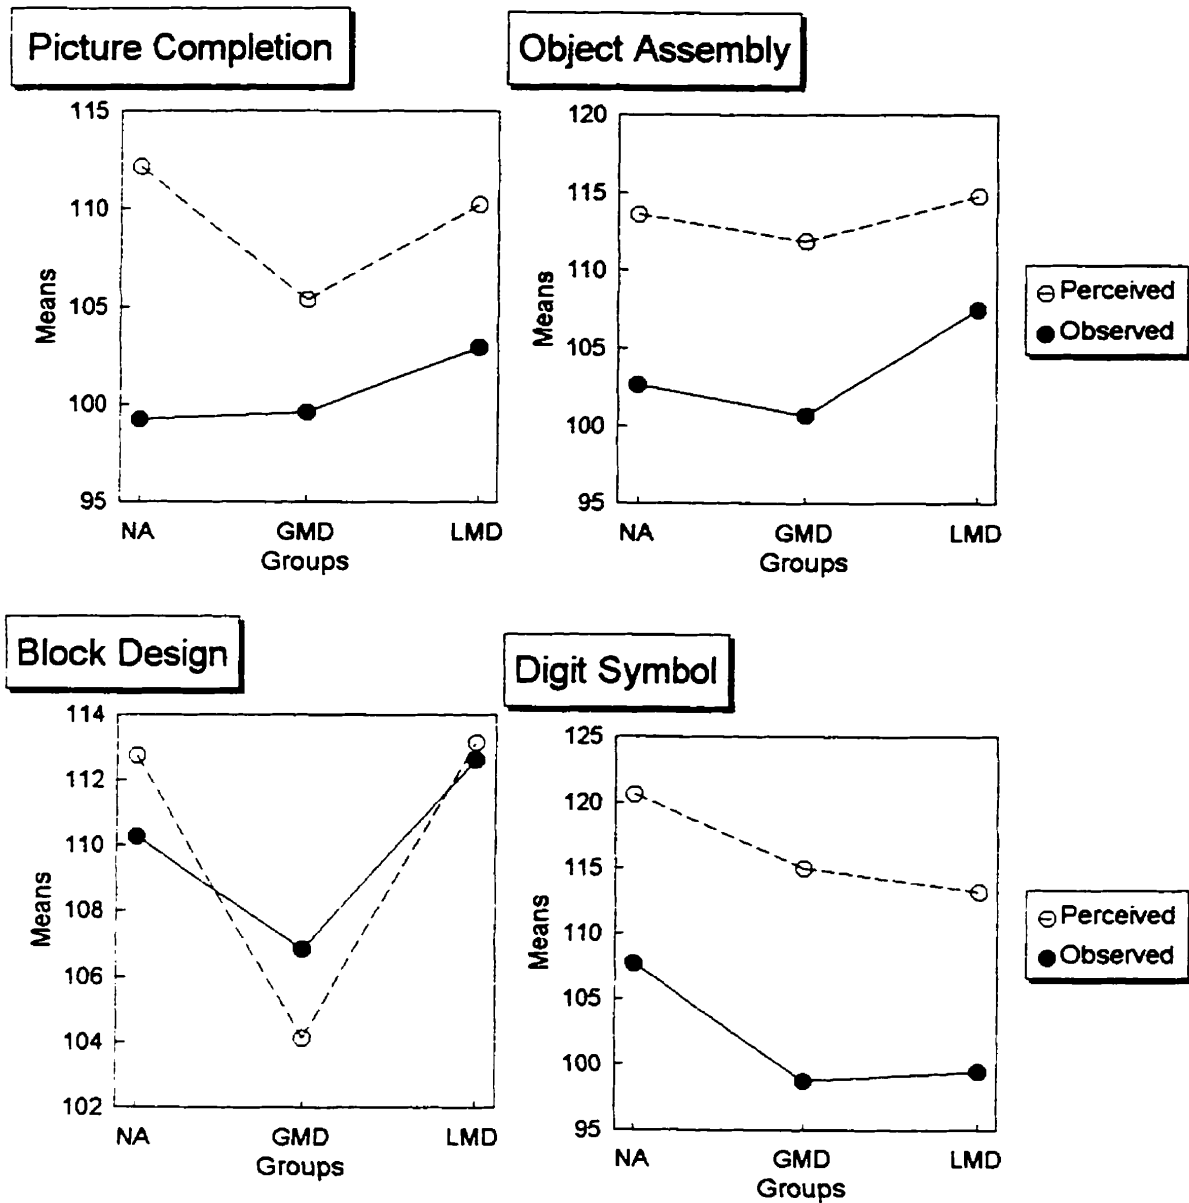 Picture Completion
115
110
105
100
95
Means
NA GMD LMD
Groups
Object Assembly
120
115
110
105
100
95
Means
NA GMD LMD
Groups
Perceived
Observed
Block Design
114
112
110
108
106
104
102
Means
NA GMD LMD
Groups
Digit Symbol
125
120
115
110
105
100
95
Means
NA GMD LMD
Groups
Perceived
Observed